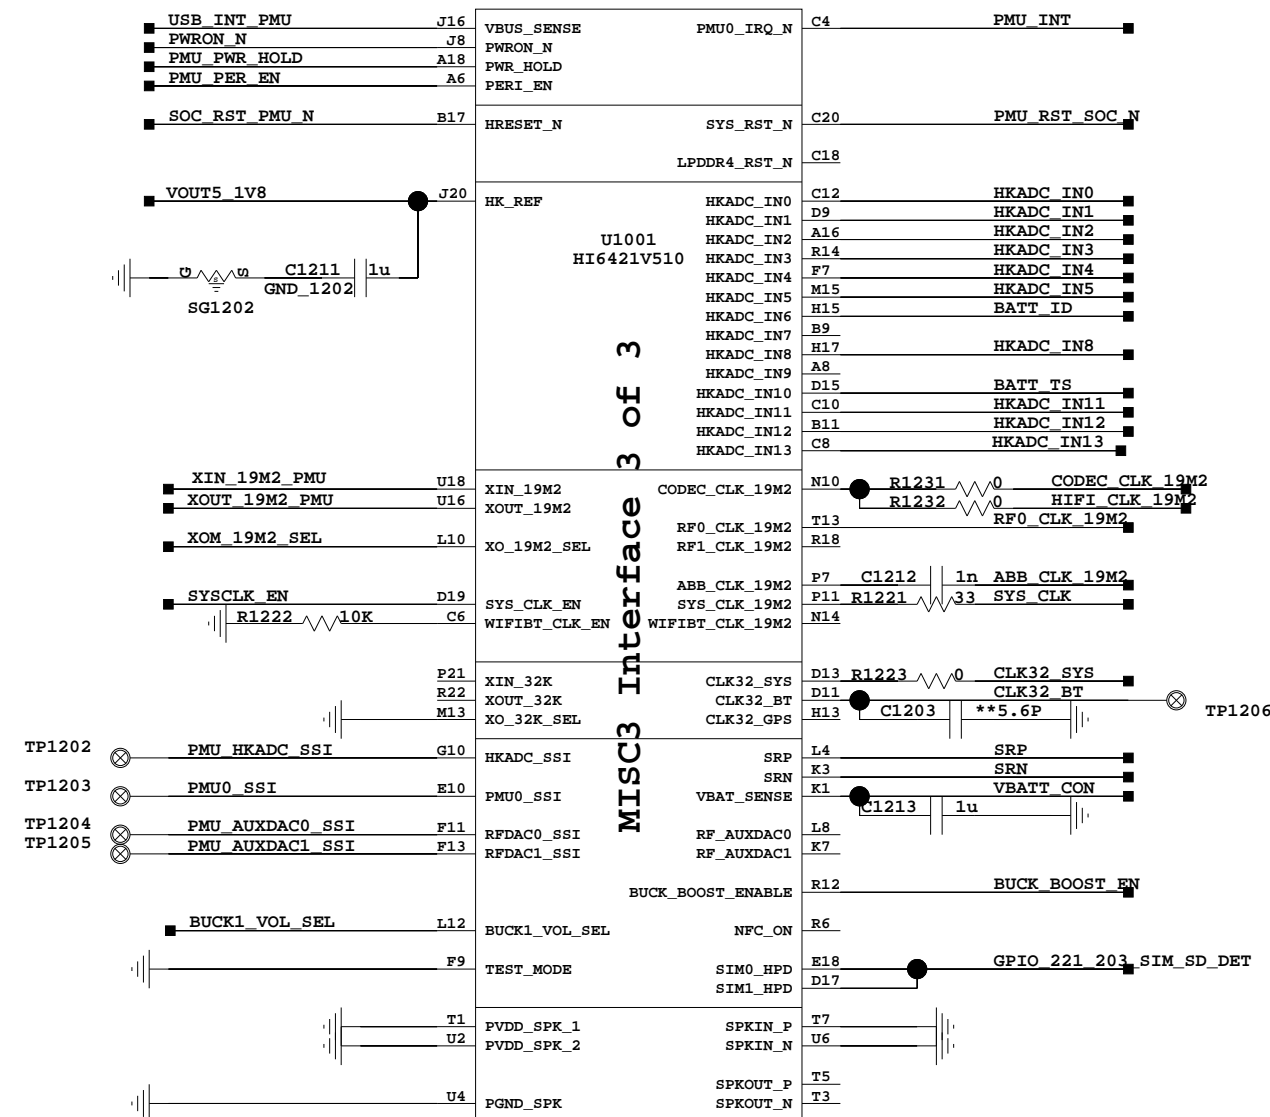 USB_INT_PMU J16 VBUS_SENSE PMU0_IRQ_N C4 PMU_INT
PWRON_N J8 PWRON_N
PMU_PWR_HOLD A18 PWR_HOLD
PMU_PER_EN A6 PERI_EN
SOC_RST_PMU_N B17 HRESET_N SYS_RST_N C20 PMU_RST_SOC_N
LPDDR4_RST_N C18
VOUT5_1V8 J20 HK_REF HKADC_IN0 C12 HKADC_IN0
HKADC_IN1 D9 HKADC_IN1
U1001 HKADC_IN2 A16 HKADC_IN2
HI6421V510 HKADC_IN3 R14 HKADC_IN3
G S C1211 1u HKADC_IN4 F7 HKADC_IN4
GND_1202 HKADC_IN5 M15 HKADC_IN5
SG1202 HKADC_IN6 H15 BATT_ID
HKADC_IN7 B9
HKADC_IN8 H17 HKADC_IN8
HKADC_IN9 A8
HKADC_IN10 D15 BATT_TS
HKADC_IN11 C10 HKADC_IN11
HKADC_IN12 B11 HKADC_IN12
HKADC_IN13 C8 HKADC_IN13
MISC3 Interface 3 of 3
XIN_19M2_PMU U18 XIN_19M2 CODEC_CLK_19M2 N10 R1231 0 CODEC_CLK_19M2
XOUT_19M2_PMU U16 XOUT_19M2 R1232 0 HIFI_CLK_19M2
RF0_CLK_19M2 T13 RF0_CLK_19M2
XOM_19M2_SEL L10 XO_19M2_SEL RF1_CLK_19M2 R18
ABB_CLK_19M2 P7 C1212 1n ABB_CLK_19M2
SYSCLK_EN D19 SYS_CLK_EN SYS_CLK_19M2 P11 R1221 33 SYS_CLK
R1222 10K C6 WIFIBT_CLK_EN WIFIBT_CLK_19M2 N14
P21 XIN_32K CLK32_SYS D13 R1223 0 CLK32_SYS
R22 XOUT_32K CLK32_BT D11 CLK32_BT
M13 XO_32K_SEL CLK32_GPS H13 C1203 **5.6P TP1206
TP1202 PMU_HKADC_SSI G10 HKADC_SSI SRP L4 SRP
SRN K3 SRN
TP1203 PMU0_SSI E10 PMU0_SSI VBAT_SENSE K1 VBATT_CON
C1213 1u
TP1204 PMU_AUXDAC0_SSI F11 RFDAC0_SSI RF_AUXDAC0 L8
TP1205 PMU_AUXDAC1_SSI F13 RFDAC1_SSI RF_AUXDAC1 K7
BUCK_BOOST_ENABLE R12 BUCK_BOOST_EN
BUCK1_VOL_SEL L12 BUCK1_VOL_SEL NFC_ON R6
F9 TEST_MODE SIM0_HPD E18 GPIO_221_203_SIM_SD_DET
SIM1_HPD D17
T1 PVDD_SPK_1 SPKIN_P T7
U2 PVDD_SPK_2 SPKIN_N U6
SPKOUT_P T5
U4 PGND_SPK SPKOUT_N T3